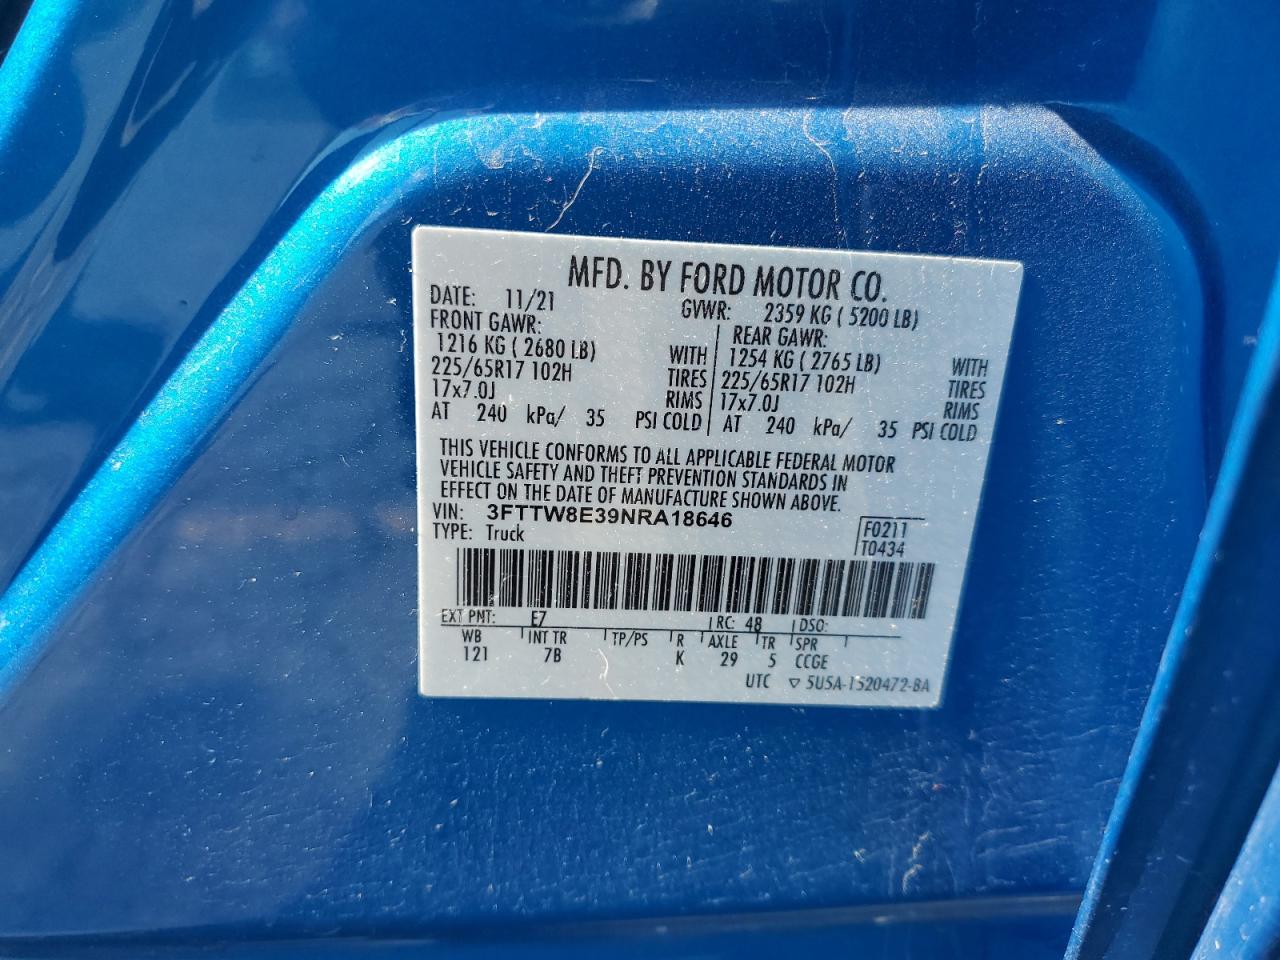 MFD. BY FORD MOTOR CO.
DATE: 11/21 GVWR: 2359 KG ( 5200 LB)
FRONT GAWR: REAR GAWR:
1216 KG ( 2680 LB) WITH 1254 KG ( 2765 LB) WITH
225/65R17 102H TIRES 225/65R17 102H TIRES
17x7.0J RIMS 17x7.0J RIMS
AT 240 kPa/ 35 PSI COLD AT 240 kPa/ 35 PSI COLD
THIS VEHICLE CONFORMS TO ALL APPLICABLE FEDERAL MOTOR
VEHICLE SAFETY AND THEFT PREVENTION STANDARDS IN
EFFECT ON THE DATE OF MANUFACTURE SHOWN ABOVE.
VIN: 3FTTW8E39NRA18646 F0211
TYPE: Truck T0434
EXT PNT: E7 RC: 48 DSO:
WB INT TR TP/PS R AXLE TR SPR
121 7B K 29 5 CCGE
UTC ▽ 5U5A-1520472-BA